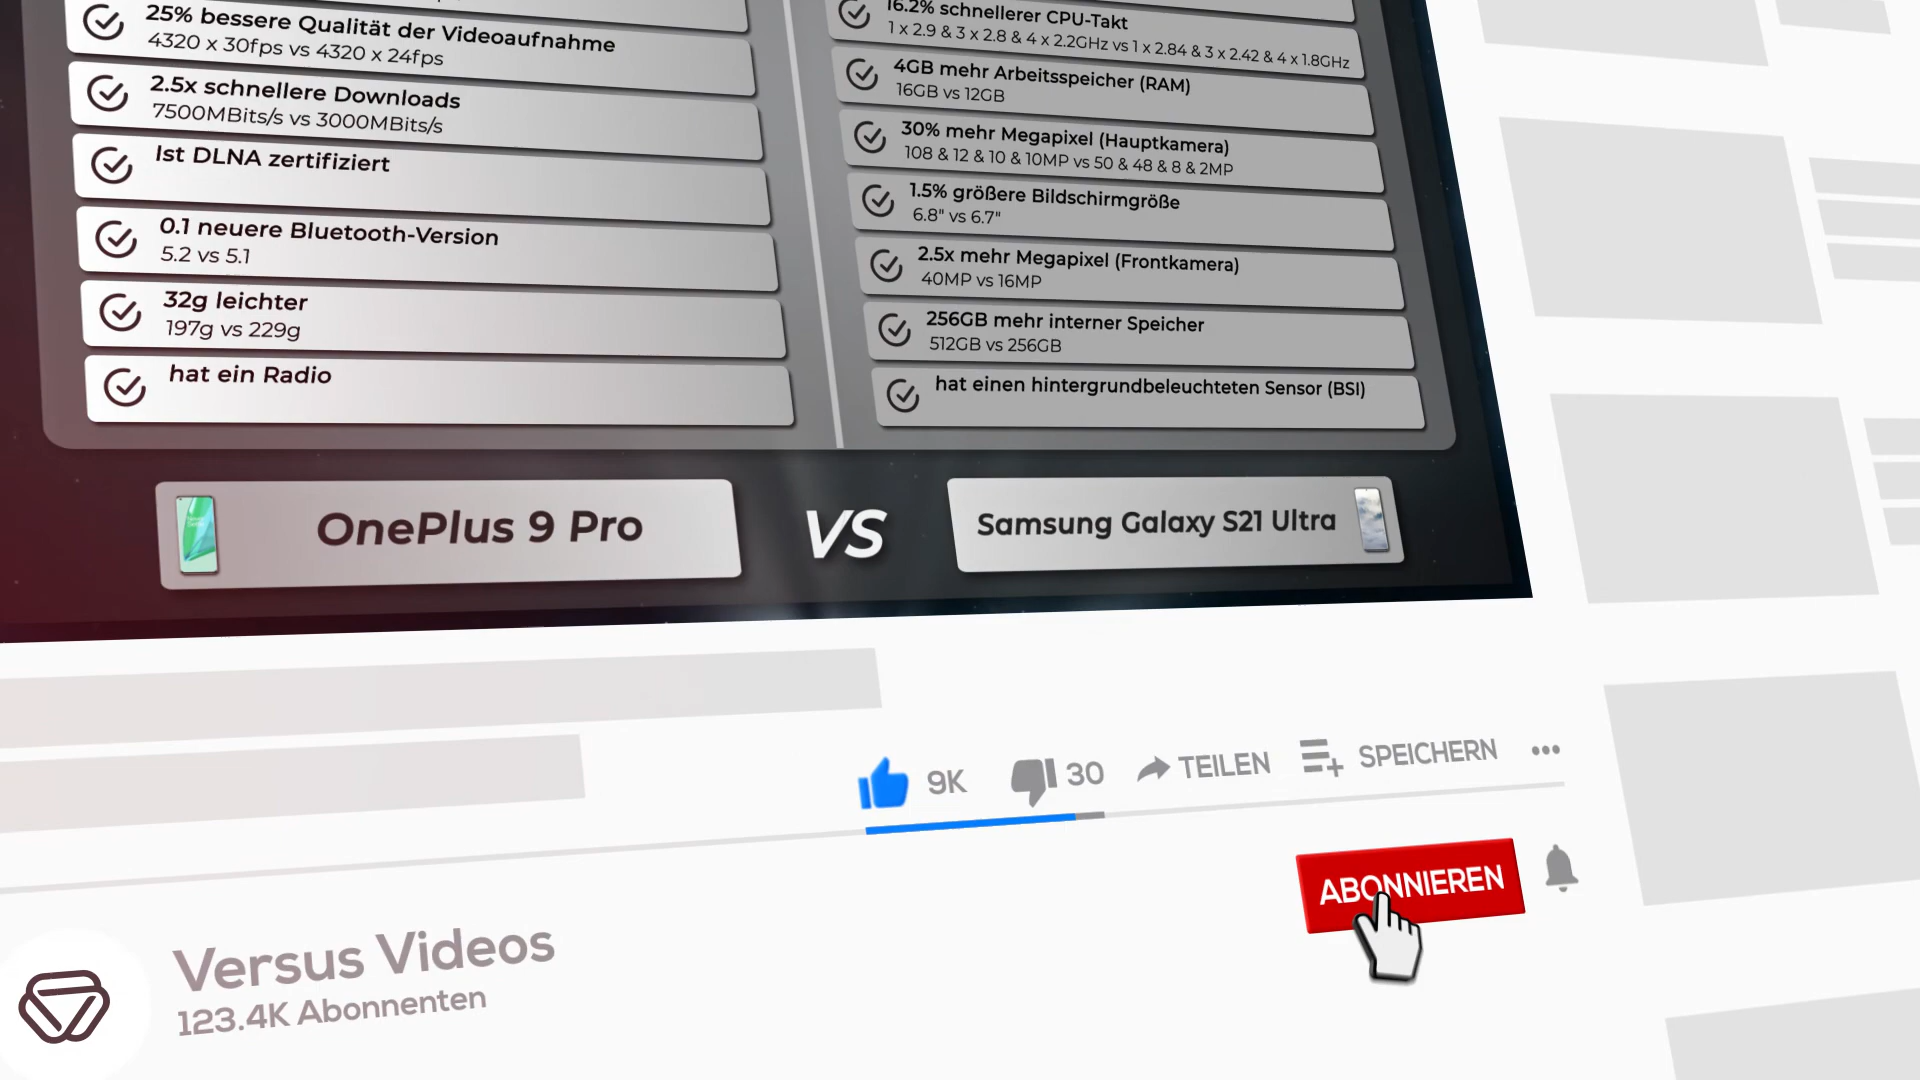 25% bessere Qualität der Videoaufnahme
4320 x 30fps vs 4320 x 24fps
2.5x schnellere Downloads
7500MBits/s vs 3000MBits/s
Ist DLNA zertifiziert
0.1 neuere Bluetooth-Version
5.2 vs 5.1
32g leichter
197g vs 229g
hat ein Radio
16.2% schnellerer CPU-Takt
1 x 2.9 & 3 x 2.8 & 4 x 2.2GHz vs 1 x 2.84 & 3 x 2.42 & 4 x 1.8GHz
4GB mehr Arbeitsspeicher (RAM)
16GB vs 12GB
30% mehr Megapixel (Hauptkamera)
108 & 12 & 10 & 10MP vs 50 & 48 & 8 & 2MP
1.5% größere Bildschirmgröße
6.8" vs 6.7"
2.5x mehr Megapixel (Frontkamera)
40MP vs 16MP
256GB mehr interner Speicher
512GB vs 256GB
hat einen hintergrundbeleuchteten Sensor (BSI)
OnePlus 9 Pro
VS
Samsung Galaxy S21 Ultra
9K
30
TEILEN
SPEICHERN
ABONNIEREN
Versus Videos
123.4K Abonnenten